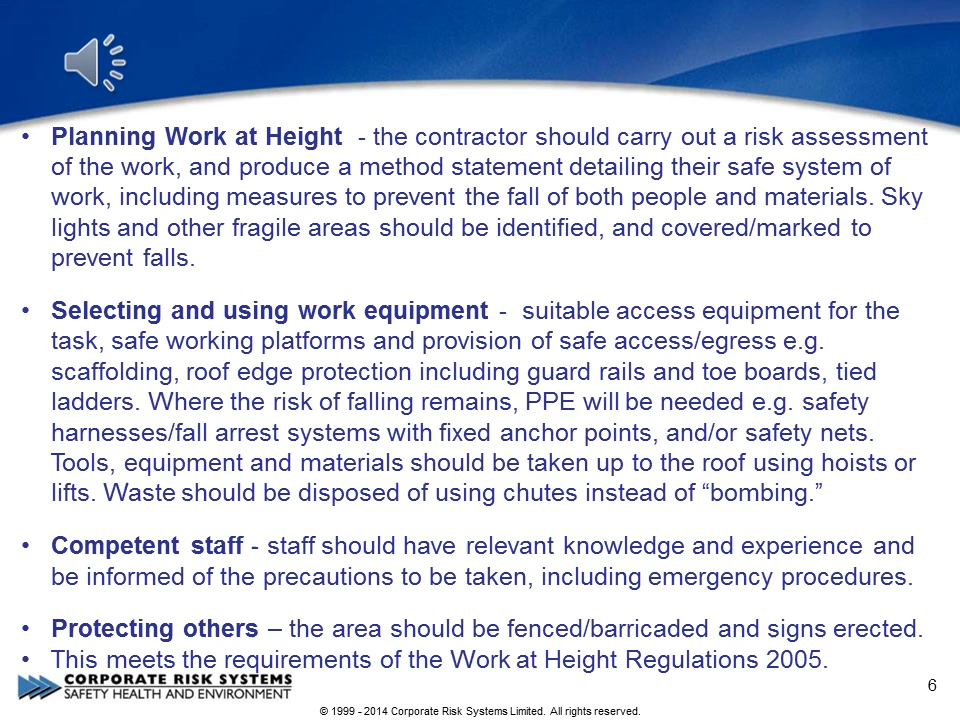 • Planning Work at Height - the contractor should carry out a risk assessment
of the work, and produce a method statement detailing their safe system of
work, including measures to prevent the fall of both people and materials. Sky
lights and other fragile areas should be identified, and covered/marked to
prevent falls.
• Selecting and using work equipment - suitable access equipment for the
task, safe working platforms and provision of safe access/egress e.g.
scaffolding, roof edge protection including guard rails and toe boards, tied
ladders. Where the risk of falling remains, PPE will be needed e.g. safety
harnesses/fall arrest systems with fixed anchor points, and/or safety nets.
Tools, equipment and materials should be taken up to the roof using hoists or
lifts. Waste should be disposed of using chutes instead of “bombing.”
• Competent staff - staff should have relevant knowledge and experience and
be informed of the precautions to be taken, including emergency procedures.
• Protecting others – the area should be fenced/barricaded and signs erected.
• This meets the requirements of the Work at Height Regulations 2005.
CORPORATE RISK SYSTEMS
SAFETY HEALTH AND ENVIRONMENT
6
© 1999 - 2014 Corporate Risk Systems Limited. All rights reserved.